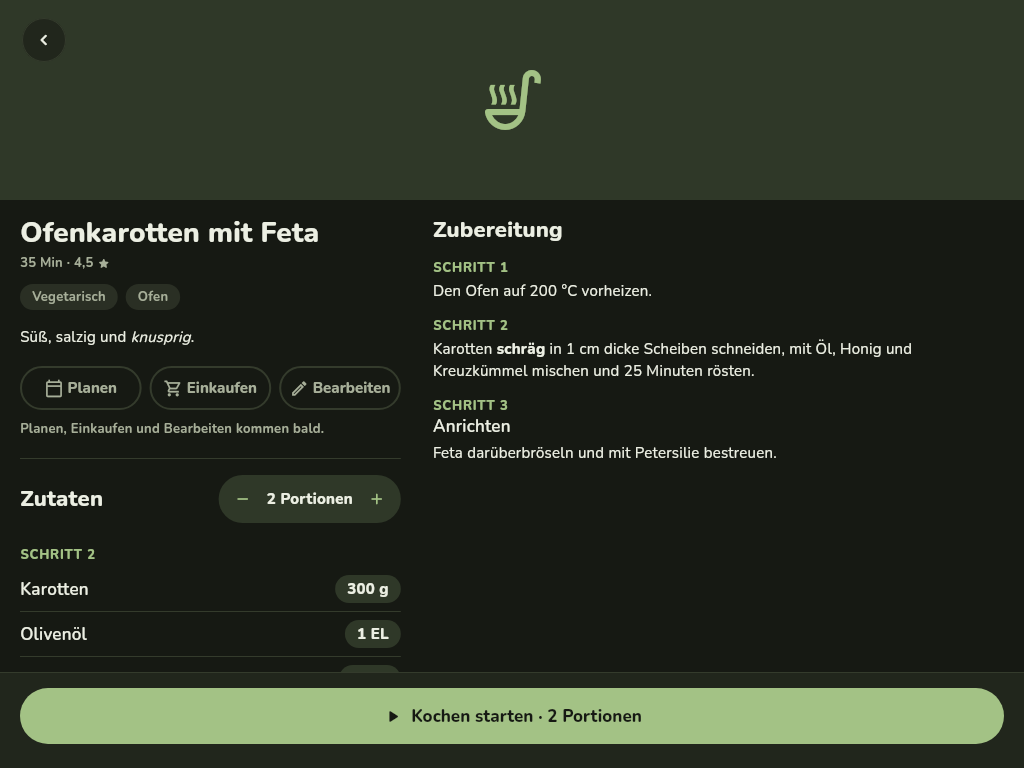 Ofenkarotten mit Feta
35 Min · 4,5 ★
Vegetarisch
Ofen
Süß, salzig und knusprig.
Planen
Einkaufen
Bearbeiten
Planen, Einkaufen und Bearbeiten kommen bald.
Zutaten
− 2 Portionen +
SCHRITT 2
Karotten 300 g
Olivenöl 1 EL
Zubereitung
SCHRITT 1
Den Ofen auf 200 °C vorheizen.
SCHRITT 2
Karotten schräg in 1 cm dicke Scheiben schneiden, mit Öl, Honig und
Kreuzkümmel mischen und 25 Minuten rösten.
SCHRITT 3
Anrichten
Feta darüberbröseln und mit Petersilie bestreuen.
Kochen starten · 2 Portionen